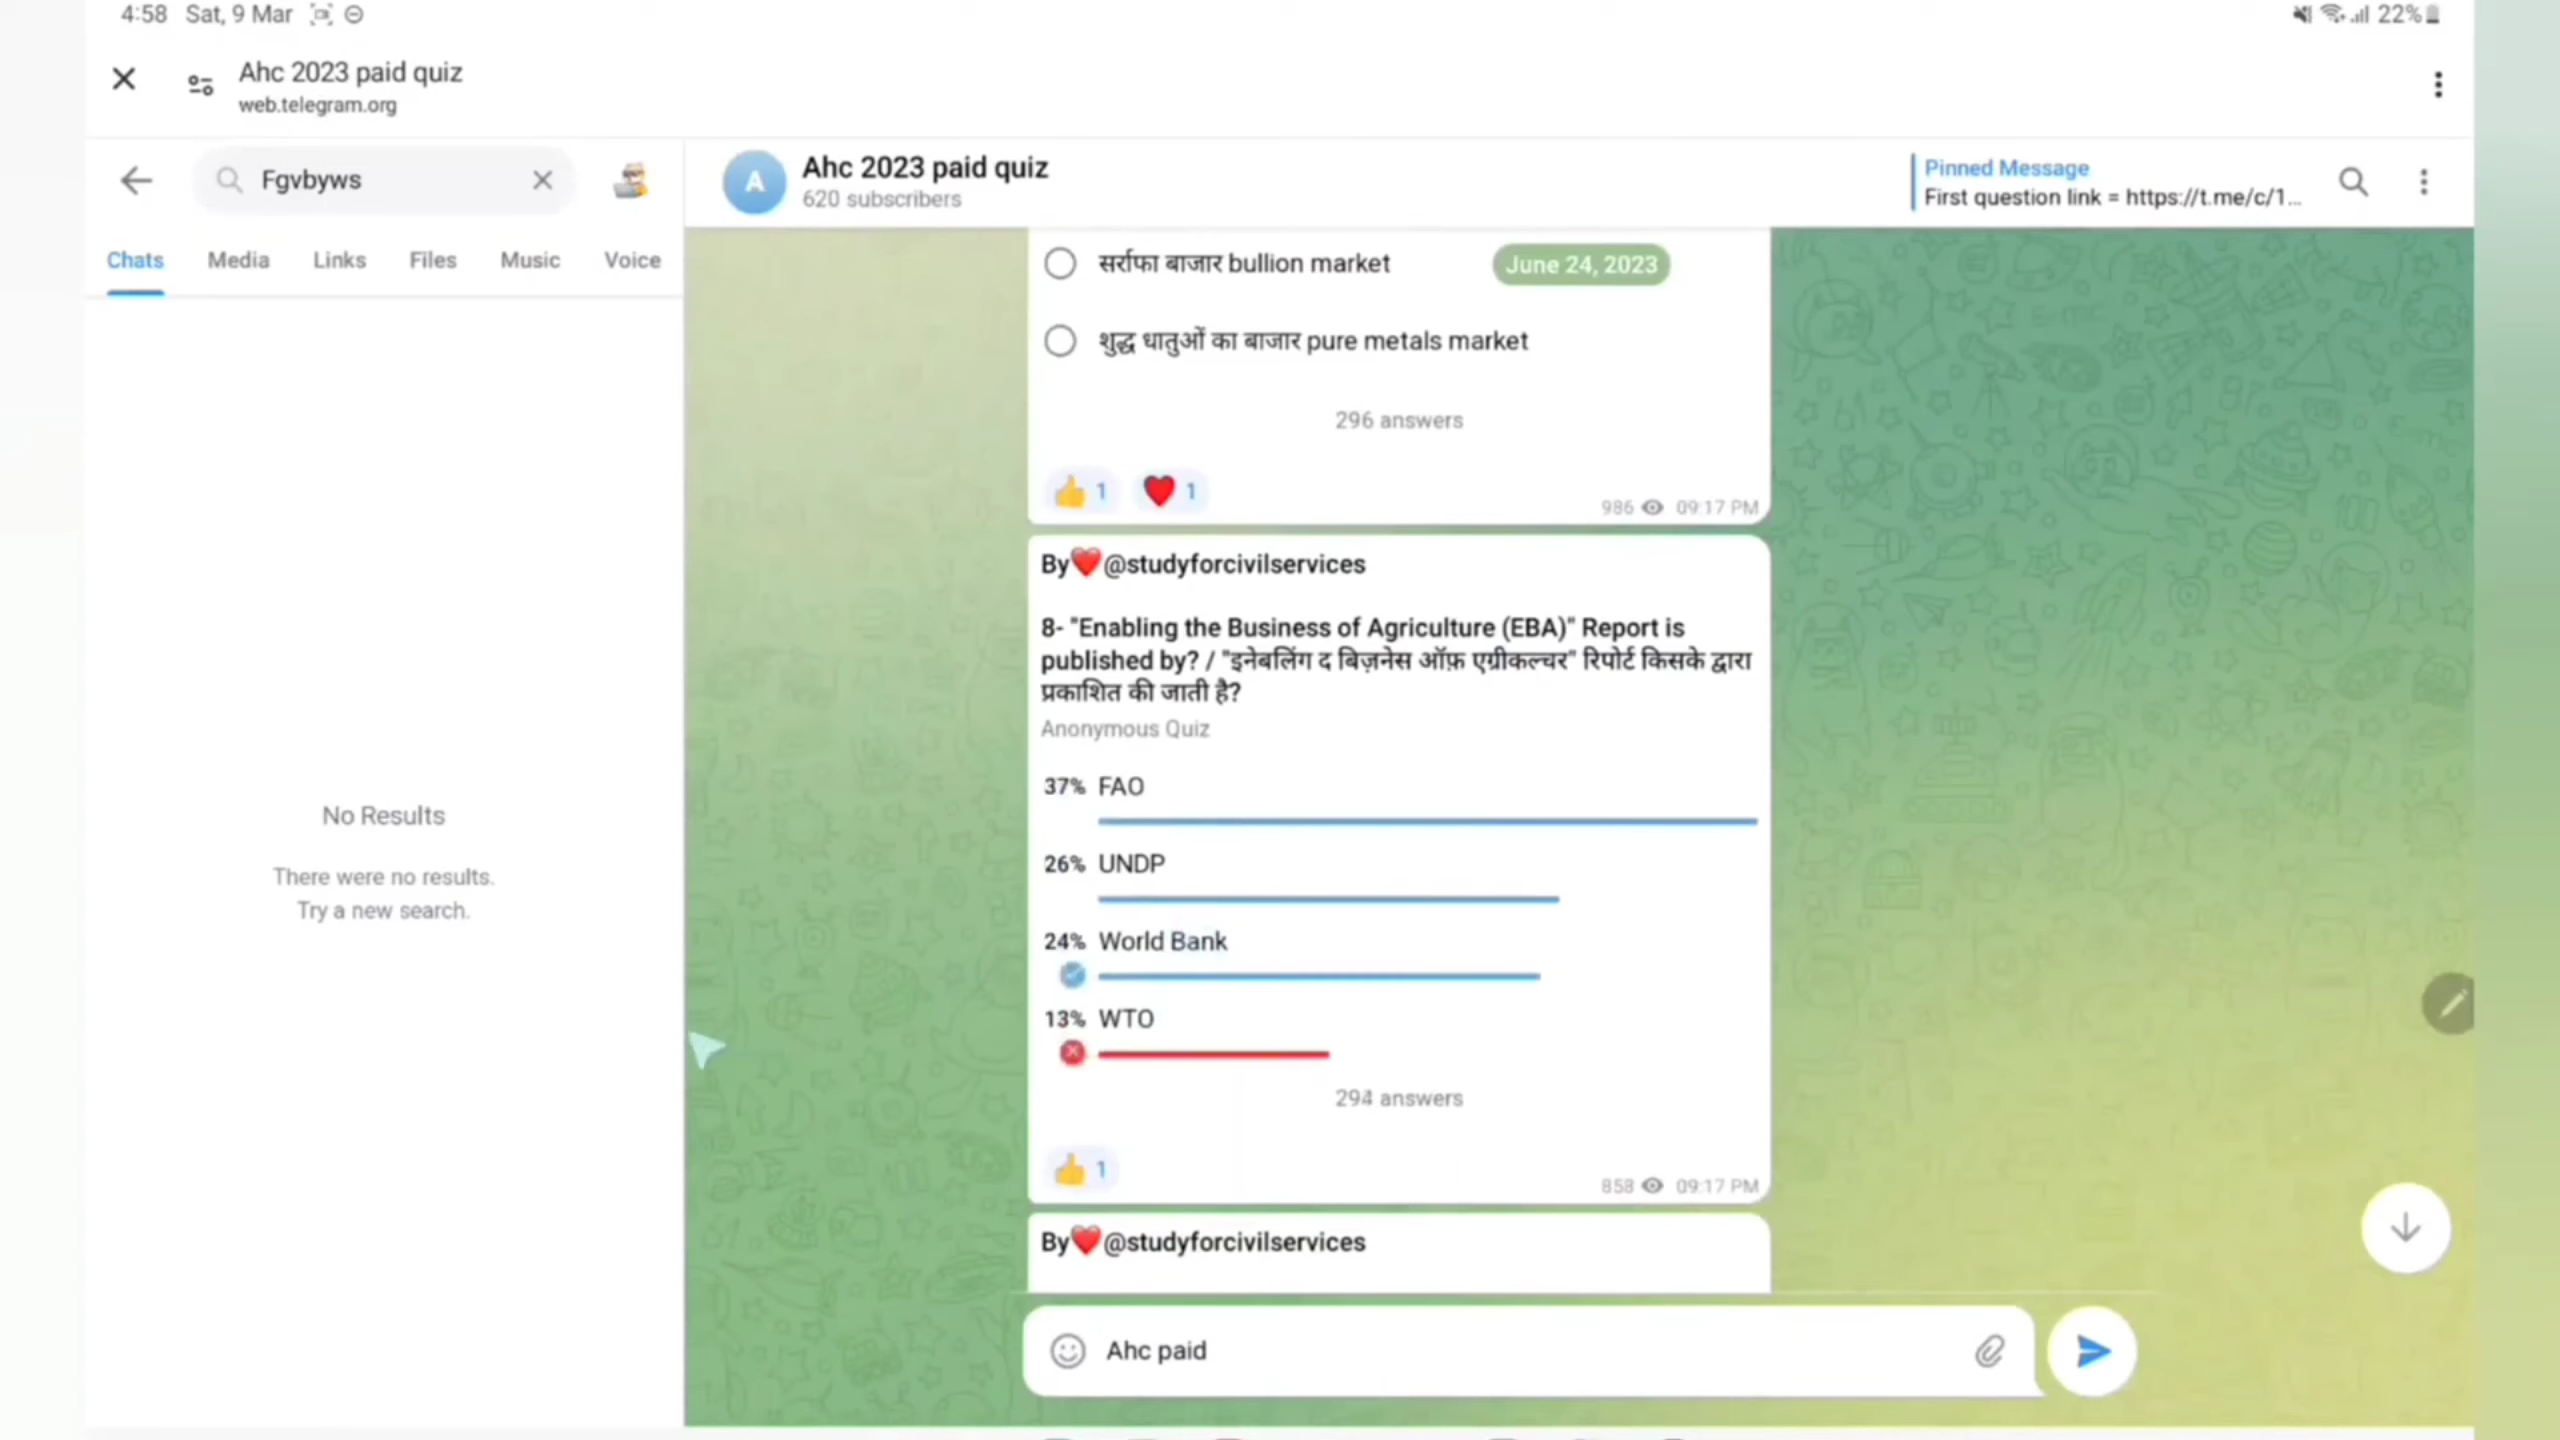 4:58 Sat, 9 Mar
22%
Ahc 2023 paid quiz
web.telegram.org
Fgvbyws
Chats Media Links Files Music Voice
No Results
There were no results.
Try a new search.
A
Ahc 2023 paid quiz
620 subscribers
Pinned Message
First question link = https://t.me/c/1...
सर्राफा बाजार bullion market
June 24, 2023
शुद्ध धातुओं का बाजार pure metals market
296 answers
👍 1 ❤️ 1
986 09:17 PM
By❤️@studyforcivilservices
8- "Enabling the Business of Agriculture (EBA)" Report is
published by? / "इनेबलिंग द बिज़नेस ऑफ़ एग्रीकल्चर" रिपोर्ट किसके द्वारा
प्रकाशित की जाती है?
Anonymous Quiz
37% FAO
26% UNDP
24% World Bank
13% WTO
294 answers
👍 1
858 09:17 PM
By❤️@studyforcivilservices
Ahc paid